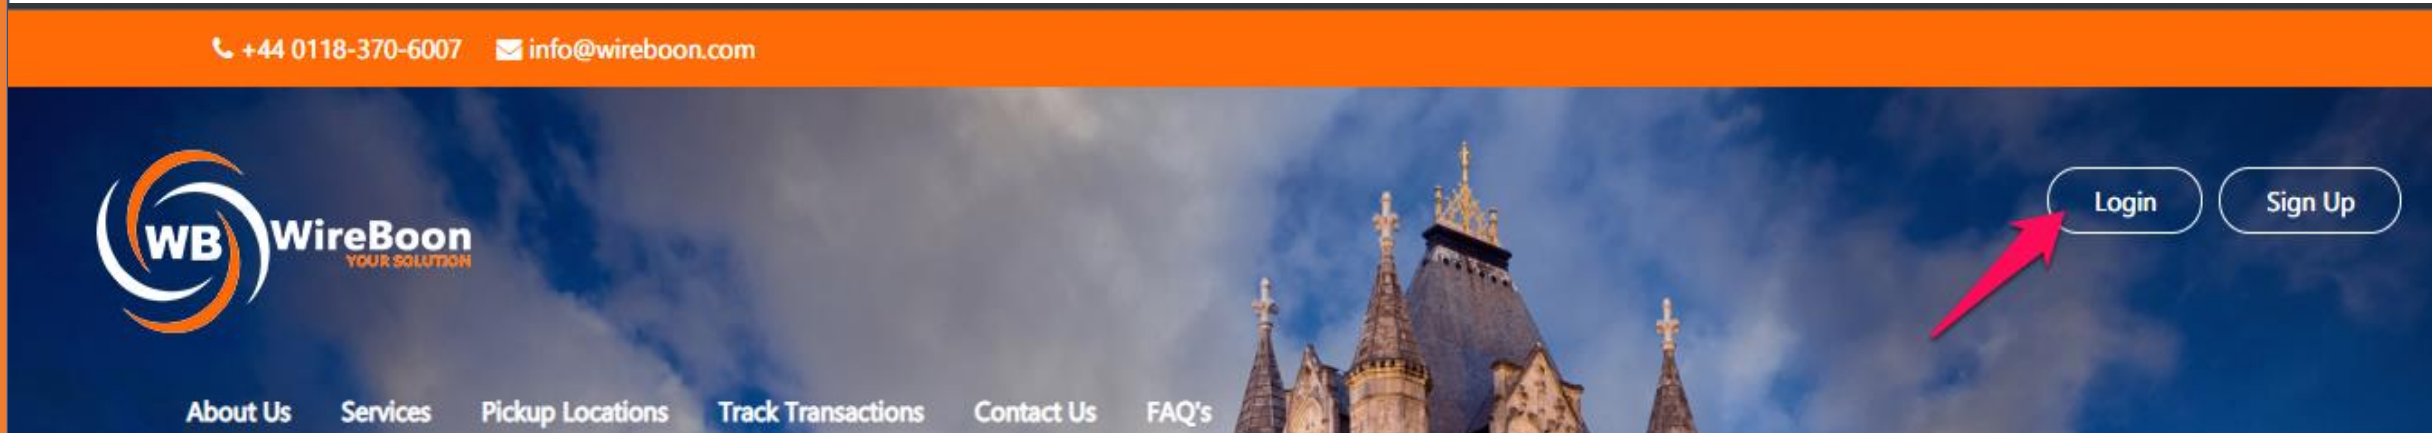 +44 0118-370-6007 info@wireboon.com
Login Sign Up
WB WireBoon
YOUR SOLUTION
About Us Services Pickup Locations Track Transactions Contact Us FAQ's